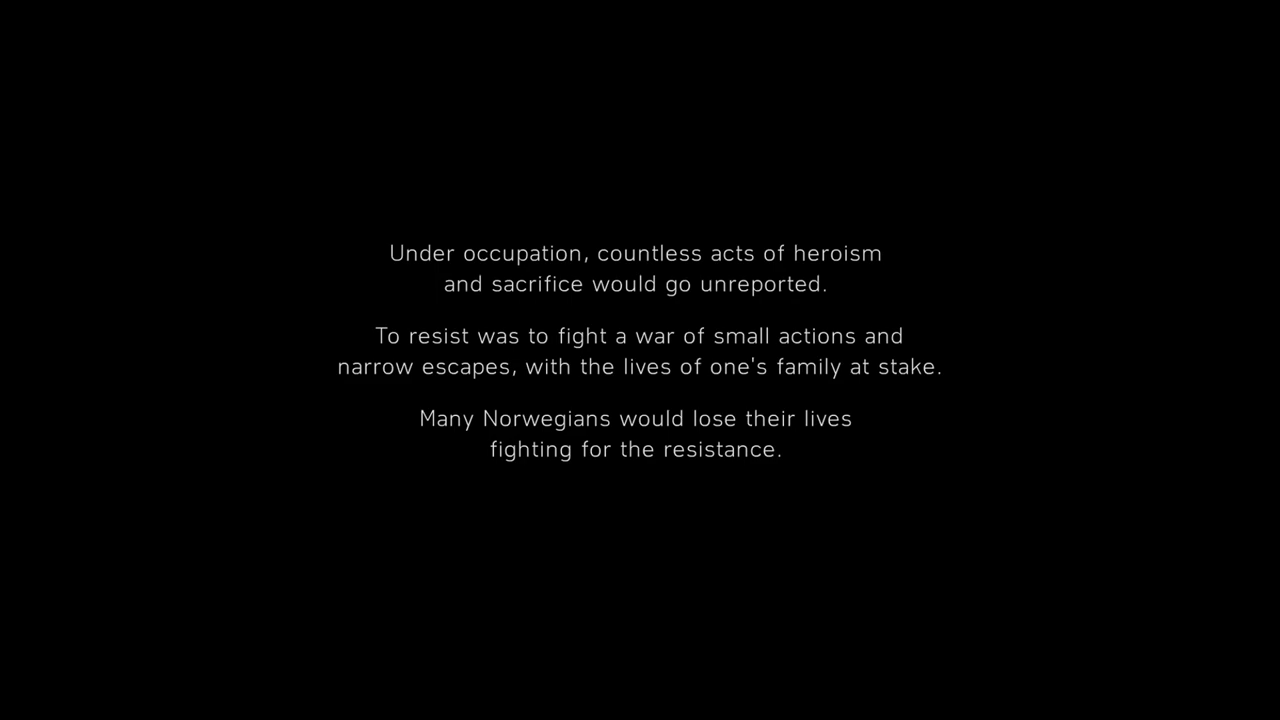 Under occupation, countless acts of heroism
and sacrifice would go unreported.
To resist was to fight a war of small actions and
narrow escapes, with the lives of one's family at stake.
Many Norwegians would lose their lives
fighting for the resistance.